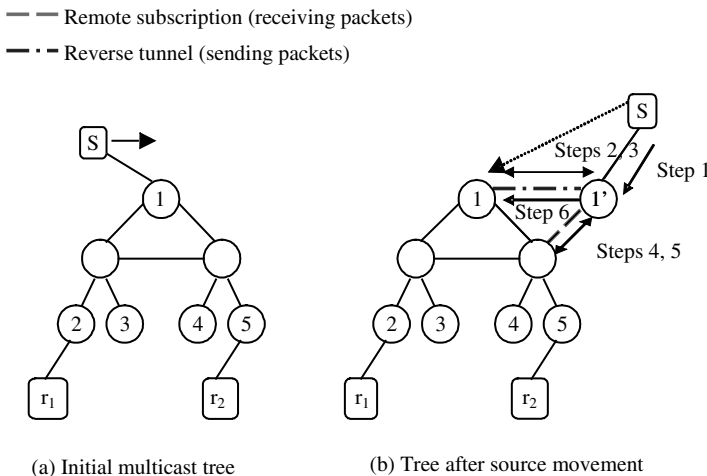 Remote subscription (receiving packets)
Reverse tunnel (sending packets)
S
1
2
3
4
5
r1
r2
(a) Initial multicast tree
S
Steps 2, 3
Step 1
1
1'
Step 6
Steps 4, 5
2
3
4
5
r1
r2
(b) Tree after source movement